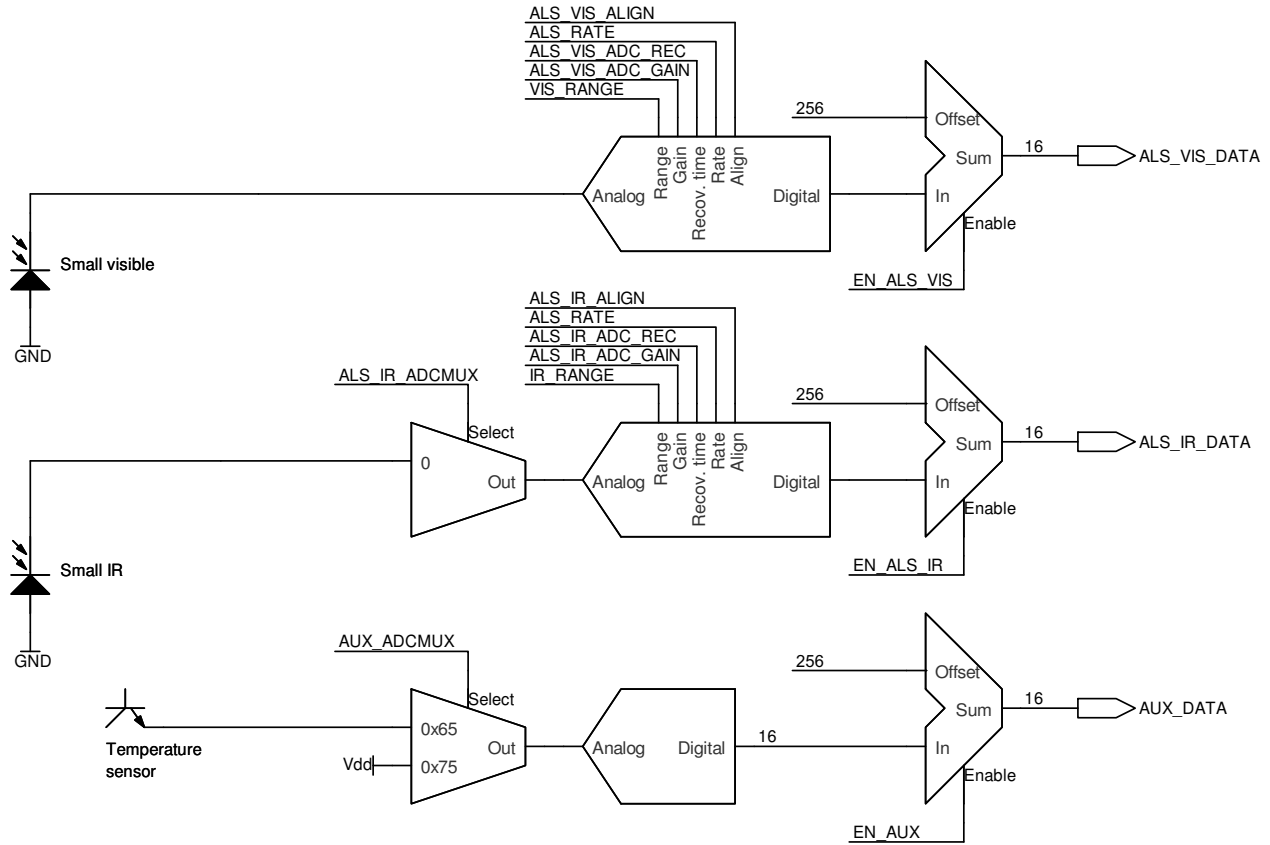 ALS_VIS_ALIGN
ALS_RATE
ALS_VIS_ADC_REC
ALS_VIS_ADC_GAIN
VIS_RANGE
256
Offset
Range
Gain
Recov. time
Rate
Align
Sum
16
ALS_VIS_DATA
Analog
Digital
In
Enable
Small visible
EN_ALS_VIS
GND
ALS_IR_ALIGN
ALS_RATE
ALS_IR_ADC_REC
ALS_IR_ADC_GAIN
IR_RANGE
ALS_IR_ADCMUX
256
Offset
Select
Range
Gain
Recov. time
Rate
Align
Sum
16
ALS_IR_DATA
0
Out
Analog
Digital
In
Enable
Small IR
EN_ALS_IR
GND
AUX_ADCMUX
256
Offset
Select
Sum
16
AUX_DATA
0x65
Temperature
sensor
Out
Analog
Digital
16
In
Vdd
0x75
Enable
EN_AUX